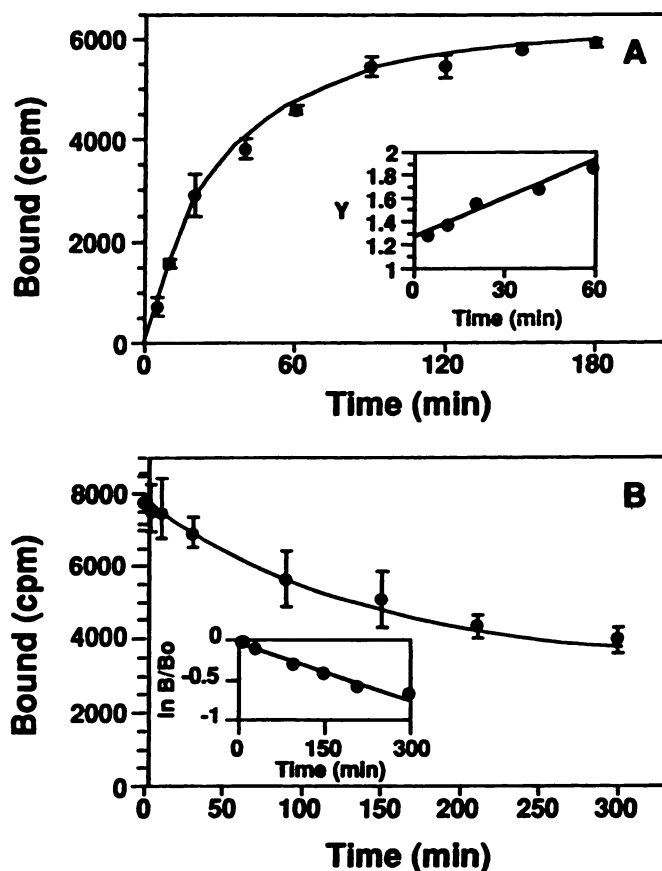 A
6000
4000
2000
0
Bound (cpm)
0 60 120 180
Time (min)
2
1.8
1.6
1.4
1.2
1
Y
0 30 60
Time (min)
B
8000
6000
4000
2000
0
Bound (cpm)
0 50 100 150 200 250 300
Time (min)
0
-0.5
-1
ln B/Bo
0 150 300
Time (min)